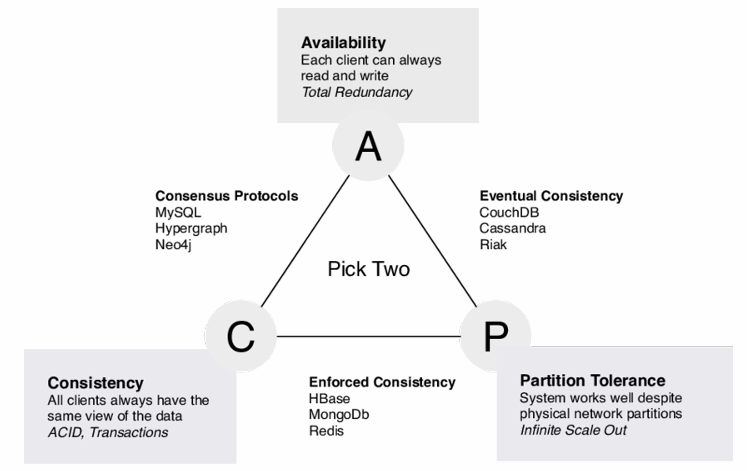 Availability
Each client can always
read and write
Total Redundancy
A
Consensus Protocols
MySQL
Hypergraph
Neo4j
Eventual Consistency
CouchDB
Cassandra
Riak
Pick Two
C
P
Consistency
All clients always have the
same view of the data
ACID, Transactions
Enforced Consistency
HBase
MongoDb
Redis
Partition Tolerance
System works well despite
physical network partitions
Infinite Scale Out